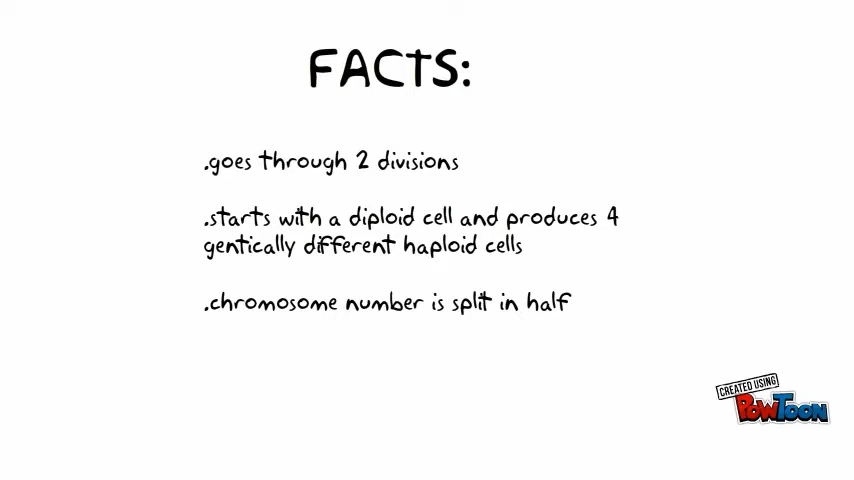 FACTS:
.goes through 2 divisions
.starts with a diploid cell and produces 4
gentically different haploid cells
.chromosome number is split in half
CREATED USING
POWTOON